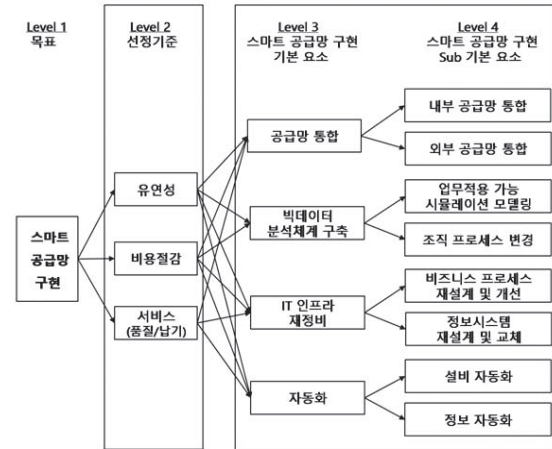 Level 1
목표
Level 2
선정기준
Level 3
스마트 공급망 구현
기본 요소
Level 4
스마트 공급망 구현
Sub 기본 요소
스마트
공급망
구현
유연성
비용절감
서비스
(품질/납기)
공급망 통합
빅데이터
분석체계 구축
IT 인프라
재정비
자동화
내부 공급망 통합
외부 공급망 통합
업무적용 가능
시뮬레이션 모델링
조직 프로세스 변경
비즈니스 프로세스
재설계 및 개선
정보시스템
재설계 및 교체
설비 자동화
정보 자동화